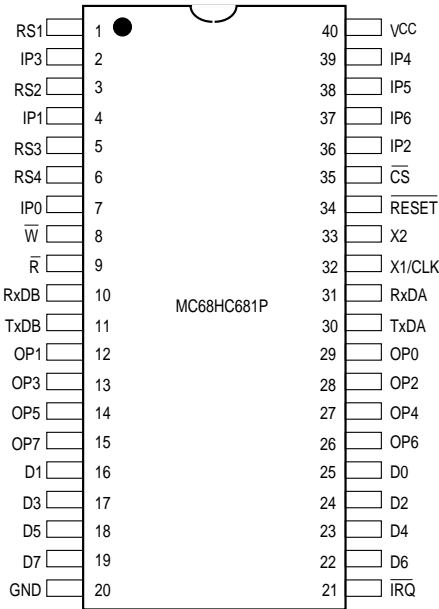 RS1 1 40 VCC
IP3 2 39 IP4
RS2 3 38 IP5
IP1 4 37 IP6
RS3 5 36 IP2
RS4 6 35 C̅S̅
IP0 7 34 R̅E̅S̅E̅T̅
W̅ 8 33 X2
R̅ 9 32 X1/CLK
RxDB 10 31 RxDA
MC68HC681P
TxDB 11 30 TxDA
OP1 12 29 OP0
OP3 13 28 OP2
OP5 14 27 OP4
OP7 15 26 OP6
D1 16 25 D0
D3 17 24 D2
D5 18 23 D4
D7 19 22 D6
GND 20 21 I̅R̅Q̅